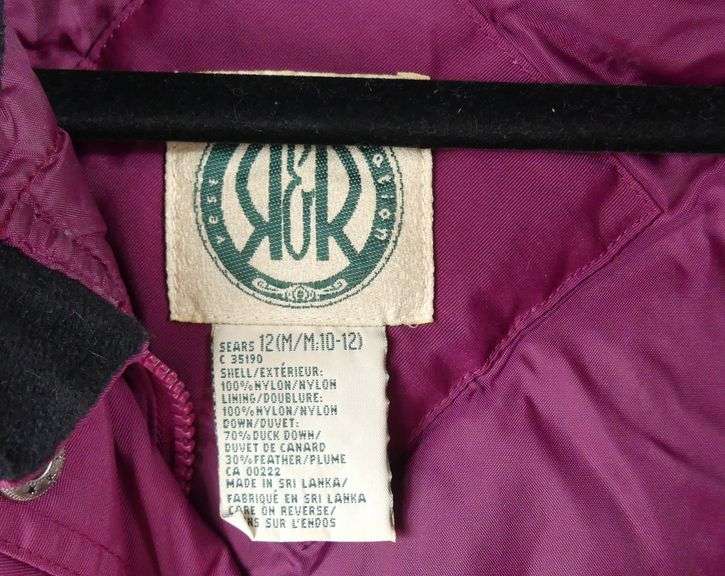 vest
R&R
SEARS 12(M/M;10-12)
C 35190
SHELL/EXTÉRIEUR:
100%NYLON/NYLON
LINING/DOUBLURE:
100%NYLON/NYLON
DOWN/DUVET:
70%DUCK DOWN/
DUVET DE CANARD
30%FEATHER/PLUME
CA 00222
MADE IN SRI LANKA/
FABRIQUÉ EN SRI LANKA
CARE ON REVERSE/
SUR L'ENDOS